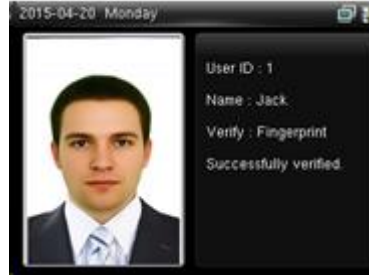 2015-04-20 Monday
User ID : 1
Name : Jack
Verify : Fingerprint
Successfully verified.